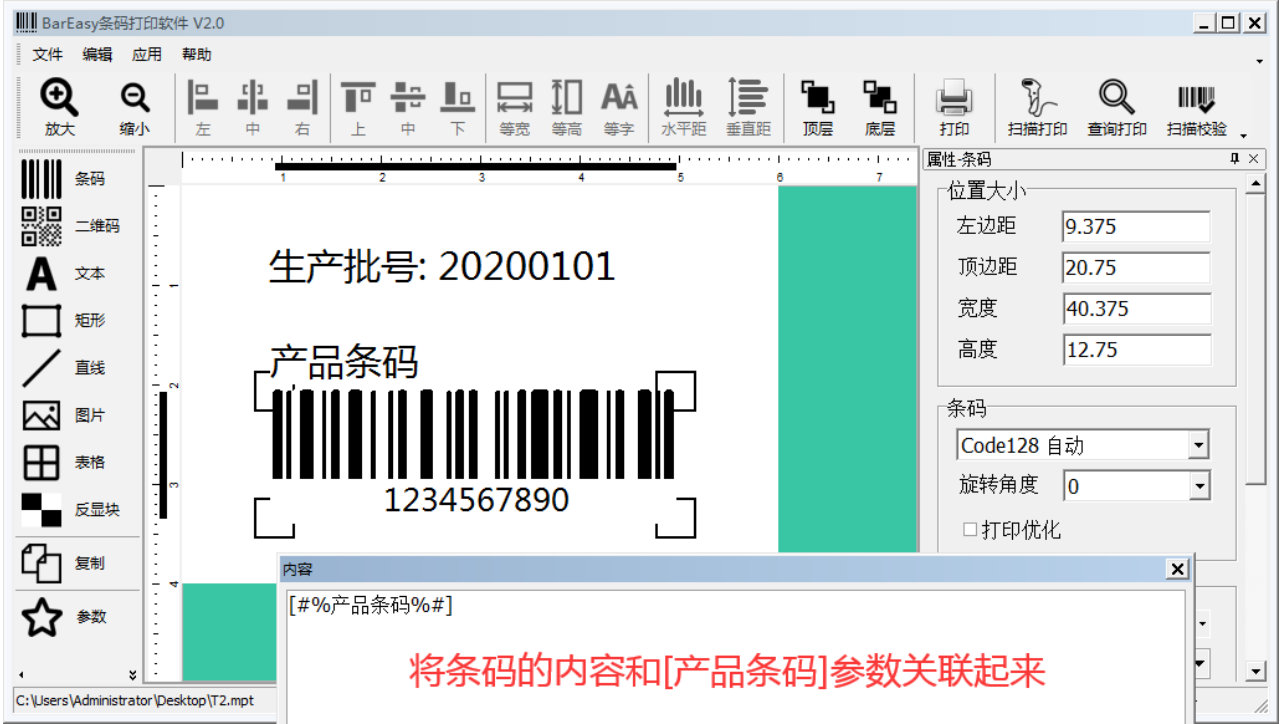 BarEasy条码打印软件 V2.0
文件 编辑 应用 帮助
放大 缩小 左 中 右 上 中 下 等宽 等高 等字 水平距 垂直距 顶层 底层 打印 扫描打印 查询打印 扫描校验
条码
二维码
文本
矩形
直线
图片
表格
反显块
复制
参数
1 2 3 4 5 6 7
1
2
3
4
生产批号: 20200101
产品条码
1234567890
属性-条码
位置大小
左边距 9.375
顶边距 20.75
宽度 40.375
高度 12.75
条码
Code128 自动
旋转角度 0
打印优化
内容
[#%产品条码%#]
将条码的内容和[产品条码]参数关联起来
C:\Users\Administrator\Desktop\T2.mpt